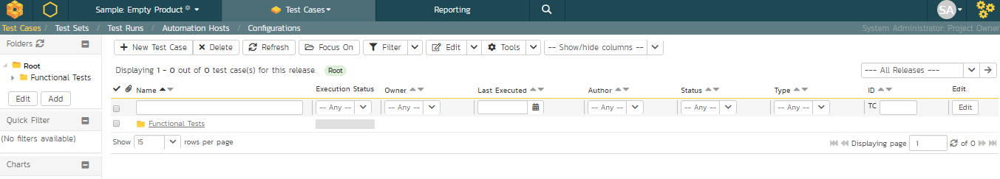 Sample: Empty Product Test Cases Reporting SA
Test Cases / Test Sets / Test Runs / Automation Hosts / Configurations System Administrator: Project Owner
Folders
Root
Functional Tests
Edit Add
Quick Filter
(No filters available)
Charts
New Test Case Delete Refresh Focus On Filter Edit Tools -- Show/hide columns --
Displaying 1 - 0 out of 0 test case(s) for this release. Root --- All Releases ---
Name Execution Status Owner Last Executed Author Status Type ID Edit
-- Any -- -- Any -- -- Any -- -- Any -- -- Any -- TC Edit
Functional Tests
Show 15 rows per page Displaying page 1 of 0